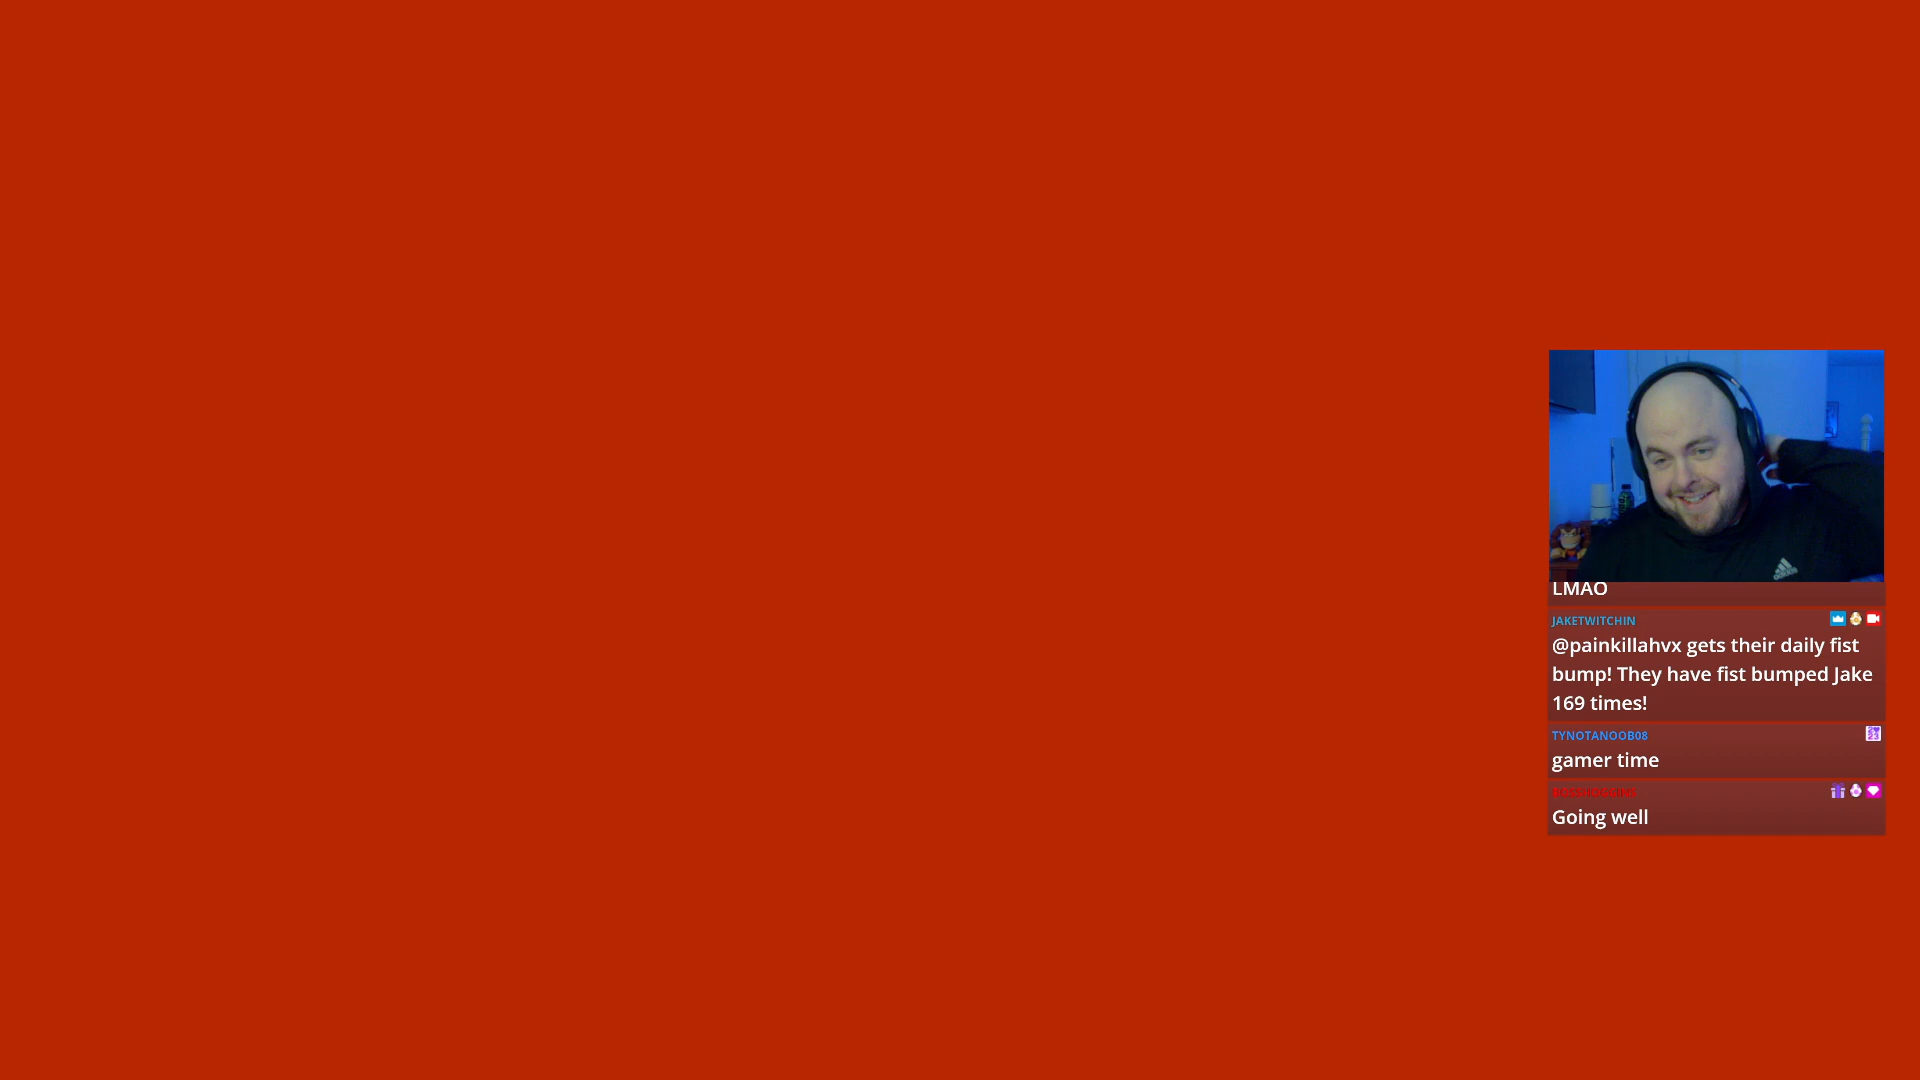 LMAO
JAKETWITCHIN
@painkillahvx gets their daily fist
bump! They have fist bumped Jake
169 times!
TYNOTANOOB08
gamer time
Going well